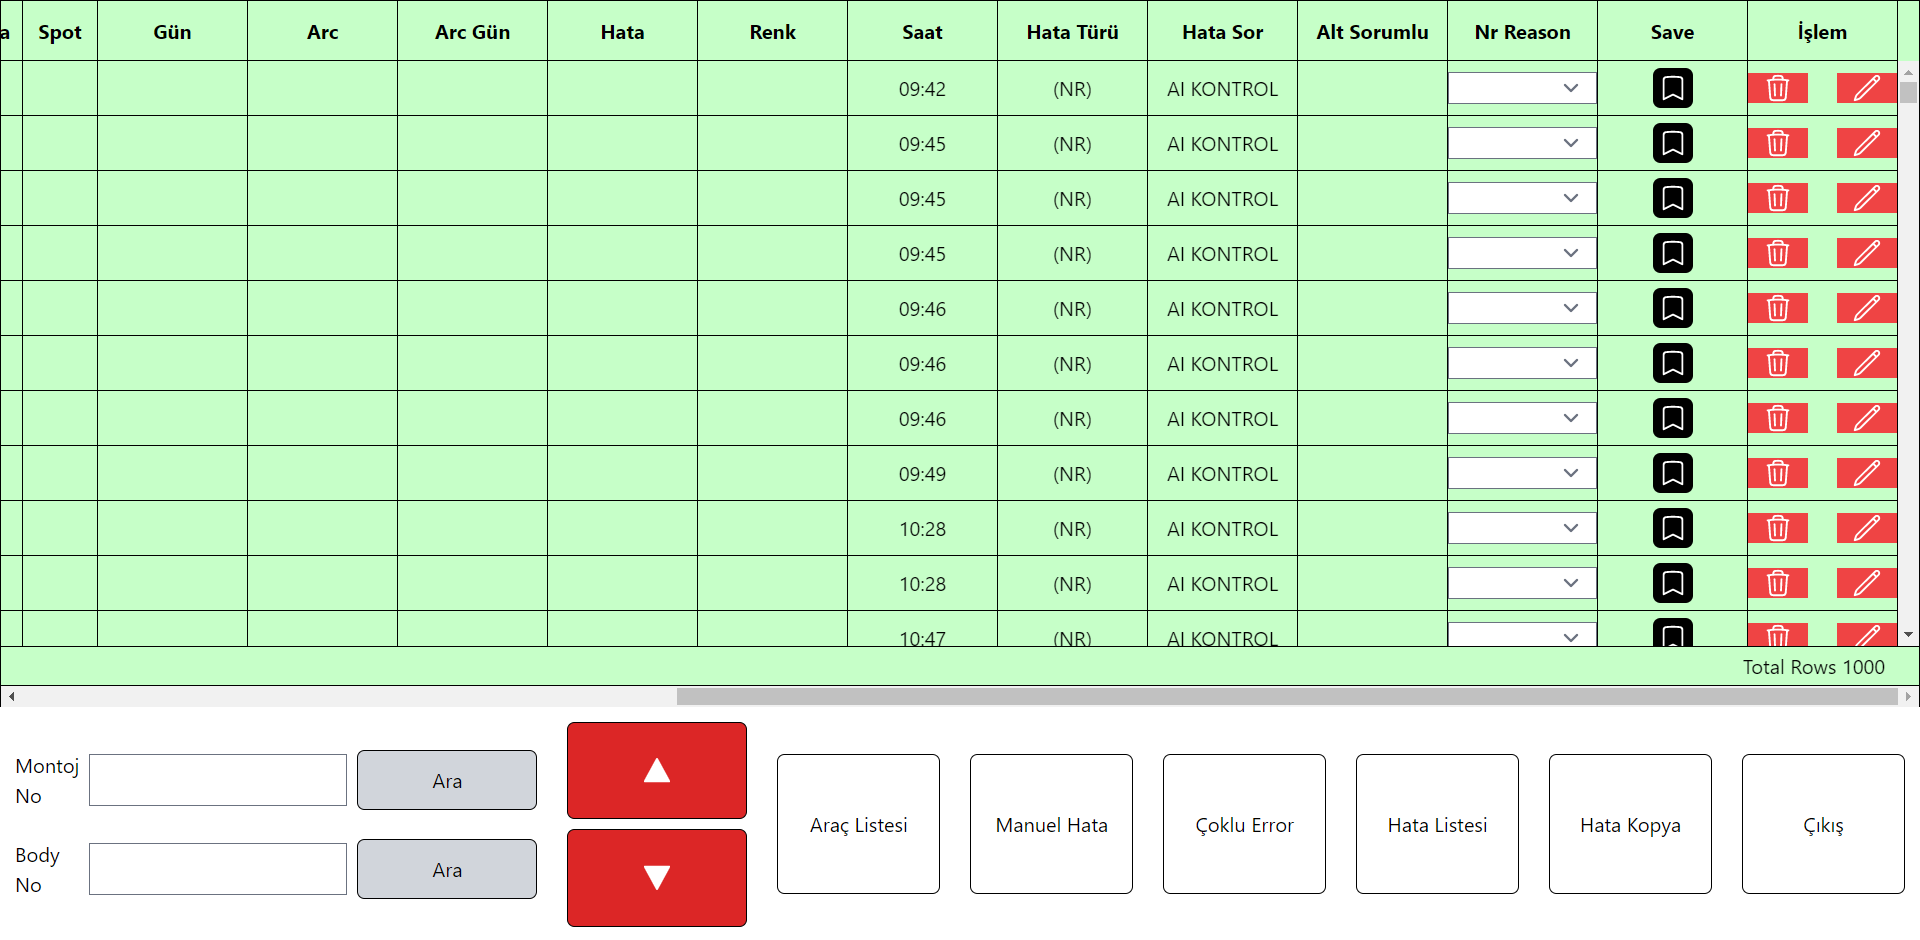 a Spot Gün Arc Arc Gün Hata Renk Saat Hata Türü Hata Sor Alt Sorumlu Nr Reason Save İşlem
09:42 (NR) AI KONTROL
09:45 (NR) AI KONTROL
09:45 (NR) AI KONTROL
09:45 (NR) AI KONTROL
09:46 (NR) AI KONTROL
09:46 (NR) AI KONTROL
09:46 (NR) AI KONTROL
09:49 (NR) AI KONTROL
10:28 (NR) AI KONTROL
10:28 (NR) AI KONTROL
10:47 (NR) AI KONTROL
Total Rows 1000
Montoj
No
Ara
Body
No
Ara
Araç Listesi
Manuel Hata
Çoklu Error
Hata Listesi
Hata Kopya
Çıkış